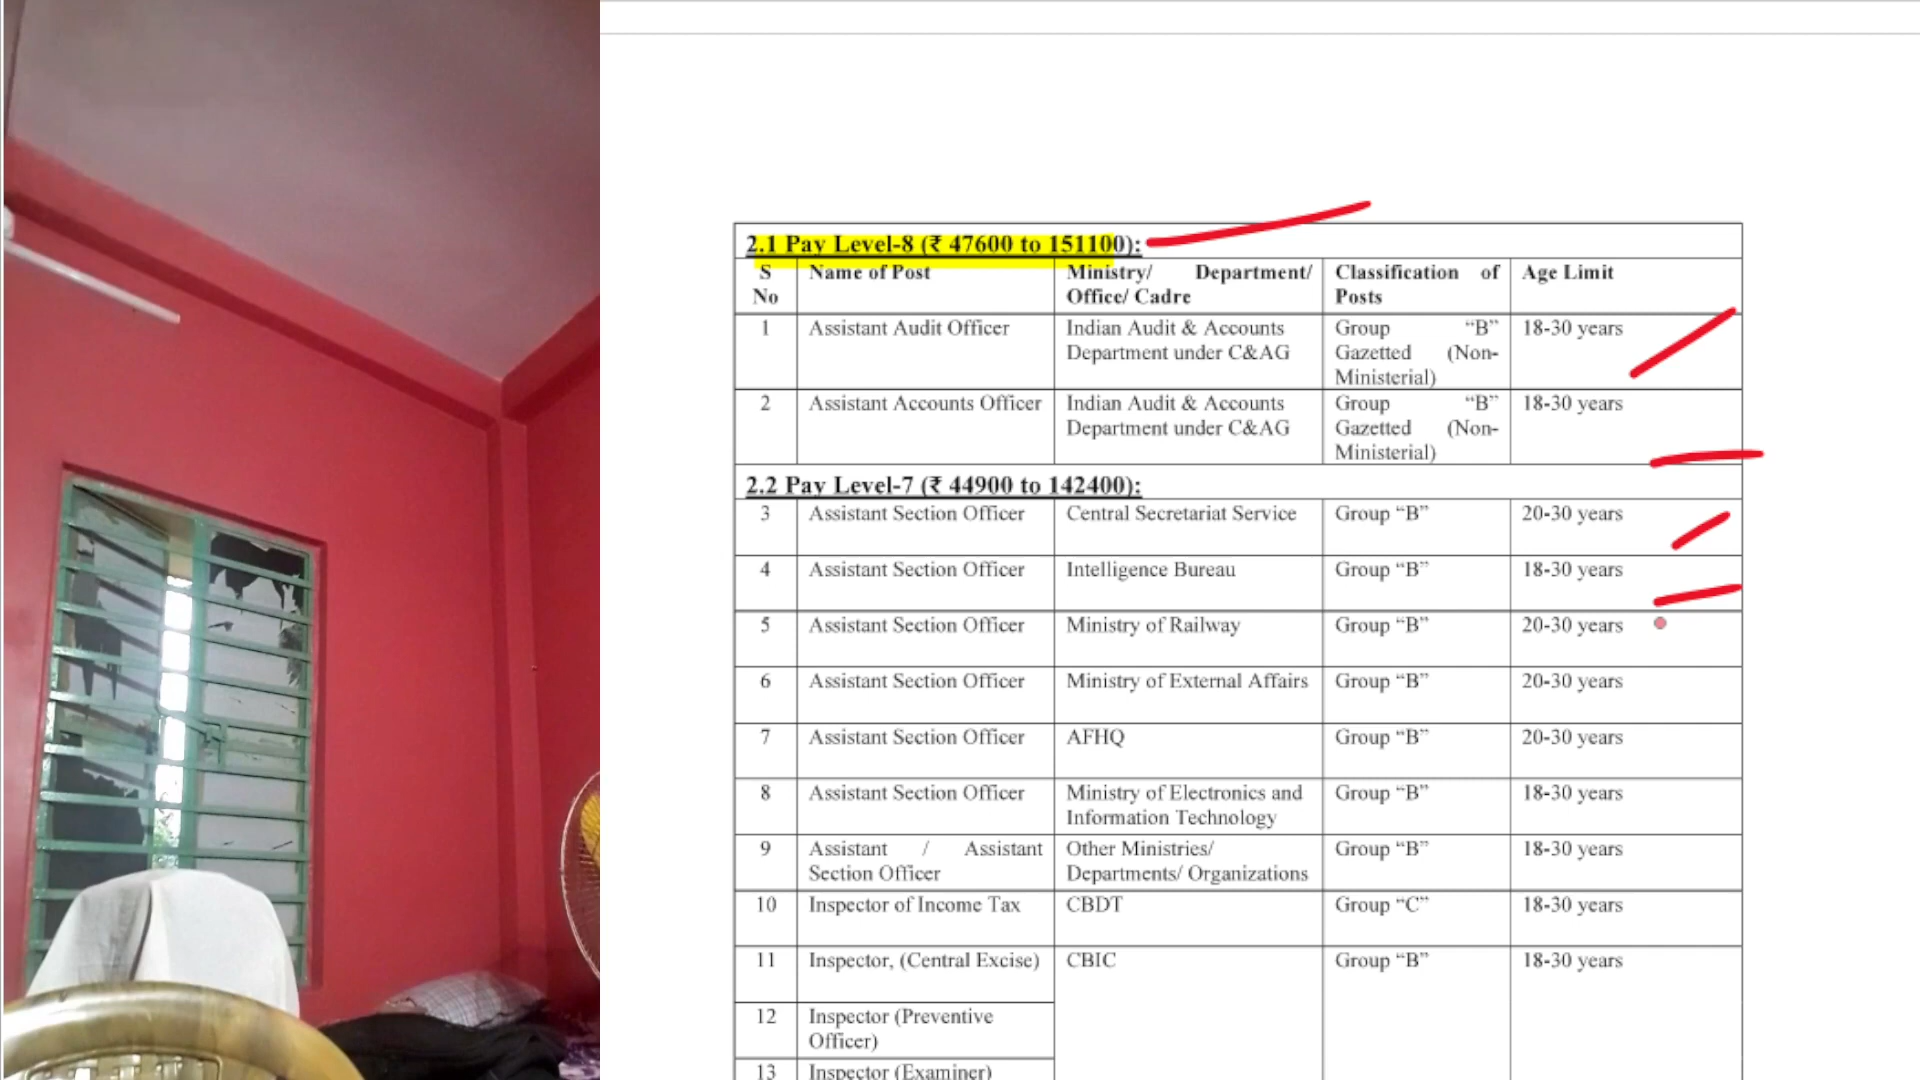 2.1 Pay Level-8 (₹ 47600 to 151100):
S No Name of Post Ministry/ Department/ Office/ Cadre Classification of Posts Age Limit
1 Assistant Audit Officer Indian Audit & Accounts Department under C&AG Group “B” Gazetted (Non-Ministerial) 18-30 years
2 Assistant Accounts Officer Indian Audit & Accounts Department under C&AG Group “B” Gazetted (Non-Ministerial) 18-30 years
2.2 Pay Level-7 (₹ 44900 to 142400):
3 Assistant Section Officer Central Secretariat Service Group “B” 20-30 years
4 Assistant Section Officer Intelligence Bureau Group “B” 18-30 years
5 Assistant Section Officer Ministry of Railway Group “B” 20-30 years
6 Assistant Section Officer Ministry of External Affairs Group “B” 20-30 years
7 Assistant Section Officer AFHQ Group “B” 20-30 years
8 Assistant Section Officer Ministry of Electronics and Information Technology Group “B” 18-30 years
9 Assistant / Assistant Section Officer Other Ministries/ Departments/ Organizations Group “B” 18-30 years
10 Inspector of Income Tax CBDT Group “C” 18-30 years
11 Inspector, (Central Excise) CBIC Group “B” 18-30 years
12 Inspector (Preventive Officer)
13 Inspector (Examiner)